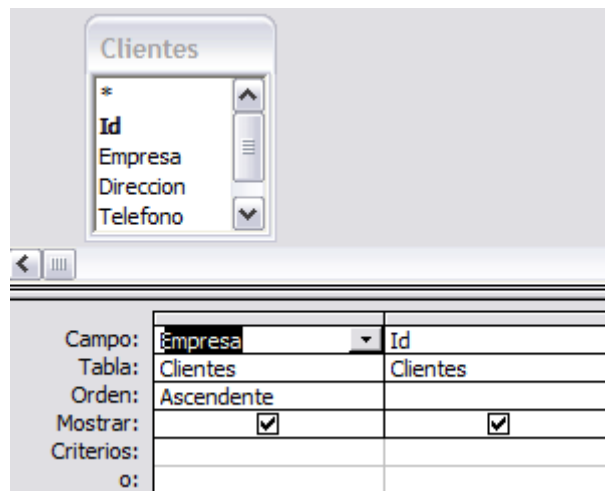 Clientes
*
Id
Empresa
Direccion
Telefono
Campo: Empresa Id
Tabla: Clientes Clientes
Orden: Ascendente
Mostrar:
Criterios:
o: